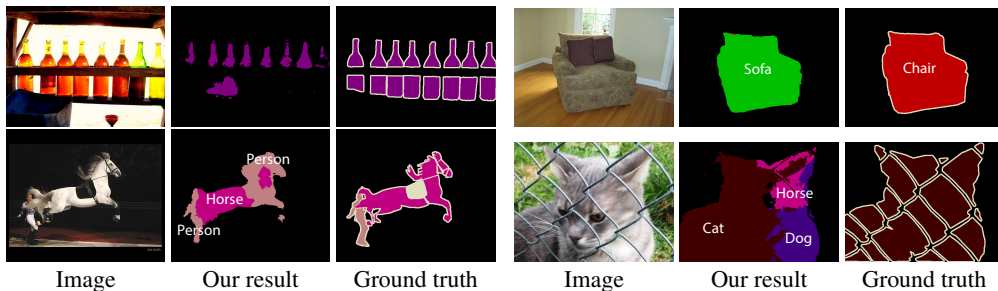 Sofa
Chair
Person
Horse
Person
Cat
Horse
Dog
Image
Our result
Ground truth
Image
Our result
Ground truth